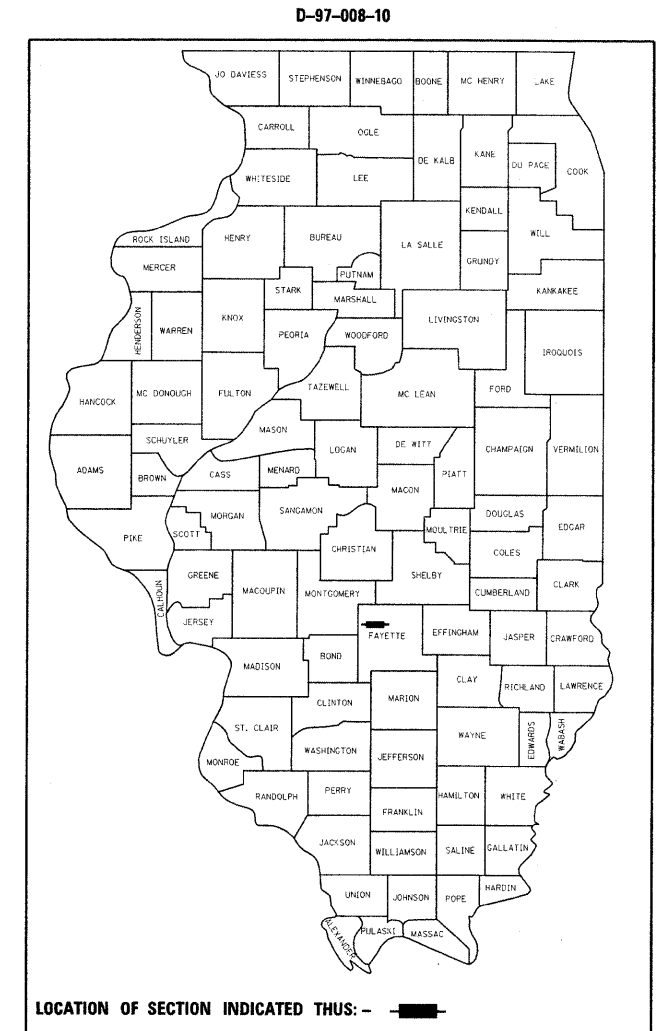 D-97-008-10
JO DAVIESS STEPHENSON WINNEBAGO BOONE MC HENRY LAKE
CARROLL OGLE
DE KALB KANE DU PAGE COOK
WHITESIDE LEE
KENDALL
ROCK ISLAND HENRY BUREAU LA SALLE WILL
MERCER PUTNAM GRUNDY
STARK MARSHALL KANKAKEE
HENDERSON WARREN KNOX PEORIA WOODFORD LIVINGSTON
IROQUOIS
HANCOCK MC DONOUGH FULTON TAZEWELL MC LEAN FORD
SCHUYLER MASON
LOGAN DE WITT CHAMPAIGN VERMILION
ADAMS BROWN CASS MENARD PIATT
MACON
PIKE SCOTT MORGAN SANGAMON MOULTRIE DOUGLAS EDGAR
CHRISTIAN COLES
GREENE MACOUPIN MONTGOMERY SHELBY
CALHOUN CUMBERLAND CLARK
JERSEY FAYETTE EFFINGHAM JASPER CRAWFORD
MADISON BOND
CLAY RICHLAND LAWRENCE
CLINTON MARION
ST. CLAIR WAYNE EDWARDS WABASH
MONROE WASHINGTON JEFFERSON
RANDOLPH PERRY HAMILTON WHITE
FRANKLIN
JACKSON WILLIAMSON SALINE GALLATIN
UNION JOHNSON POPE HARDIN
ALEXANDER PULASKI MASSAC
LOCATION OF SECTION INDICATED THUS: -